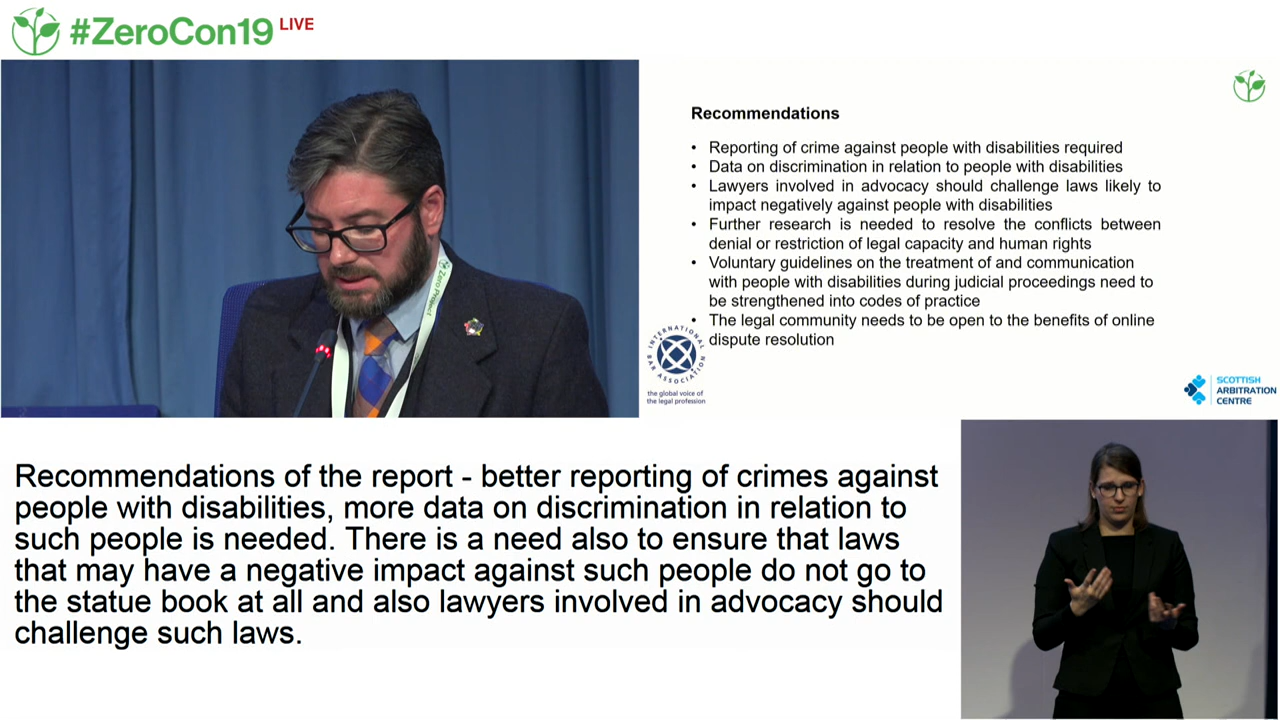 #ZeroCon19 LIVE
Zero Project
Recommendations
• Reporting of crime against people with disabilities required
• Data on discrimination in relation to people with disabilities
• Lawyers involved in advocacy should challenge laws likely to
impact negatively against people with disabilities
• Further research is needed to resolve the conflicts between
denial or restriction of legal capacity and human rights
• Voluntary guidelines on the treatment of and communication
with people with disabilities during judicial proceedings need to
be strengthened into codes of practice
• The legal community needs to be open to the benefits of online
dispute resolution
INTERNATIONAL BAR ASSOCIATION
the global voice of
the legal profession
SCOTTISH
ARBITRATION
CENTRE
Recommendations of the report - better reporting of crimes against
people with disabilities, more data on discrimination in relation to
such people is needed. There is a need also to ensure that laws
that may have a negative impact against such people do not go to
the statue book at all and also lawyers involved in advocacy should
challenge such laws.